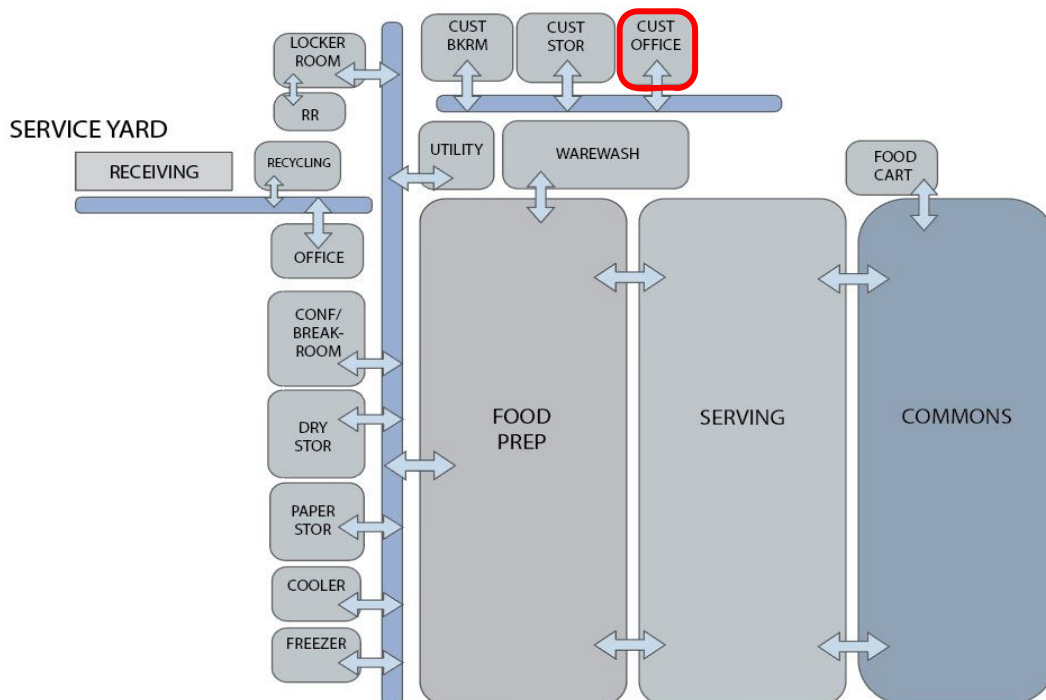 LOCKER
ROOM
CUST
BKRM
CUST
STOR
CUST
OFFICE
RR
SERVICE YARD
RECEIVING
RECYCLING
UTILITY
WAREWASH
FOOD
CART
OFFICE
CONF/
BREAK-
ROOM
DRY
STOR
FOOD
PREP
SERVING
COMMONS
PAPER
STOR
COOLER
FREEZER